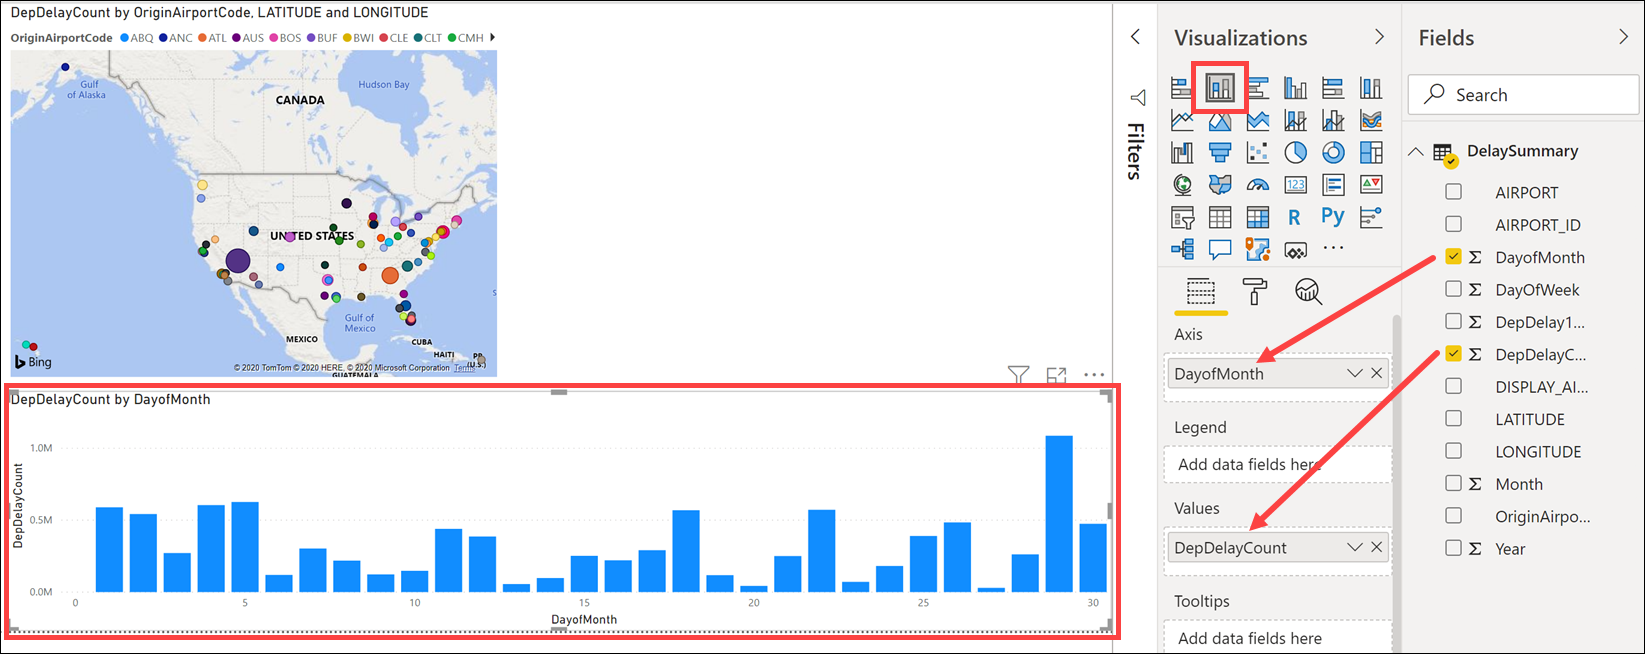 DepDelayCount by OriginAirportCode, LATITUDE and LONGITUDE
OriginAirportCode ABQ ANC ATL AUS BOS BUF BWI CLE CLT CMH
Gulf
of Alaska
Hudson Bay
CANADA
UNITED STATES
Gulf of
Mexico
MEXICO
CUBA
HAITI
PR
(U.S.)
S
Bing
© 2020 TomTom © 2020 HERE, © 2020 Microsoft Corporation Terms
GUATEMALA
DepDelayCount by DayofMonth
DepDelayCount
1.0M
0.5M
0.0M
0 5 10 15 20 25 30
DayofMonth
Filters
Visualizations
123
R
Py
Axis
DayofMonth
Legend
Add data fields here
Values
DepDelayCount
Tooltips
Add data fields here
Fields
Search
DelaySummary
AIRPORT
AIRPORT_ID
Σ DayofMonth
Σ DayOfWeek
Σ DepDelay1...
Σ DepDelayC...
DISPLAY_AI...
LATITUDE
LONGITUDE
Σ Month
OriginAirpo...
Σ Year